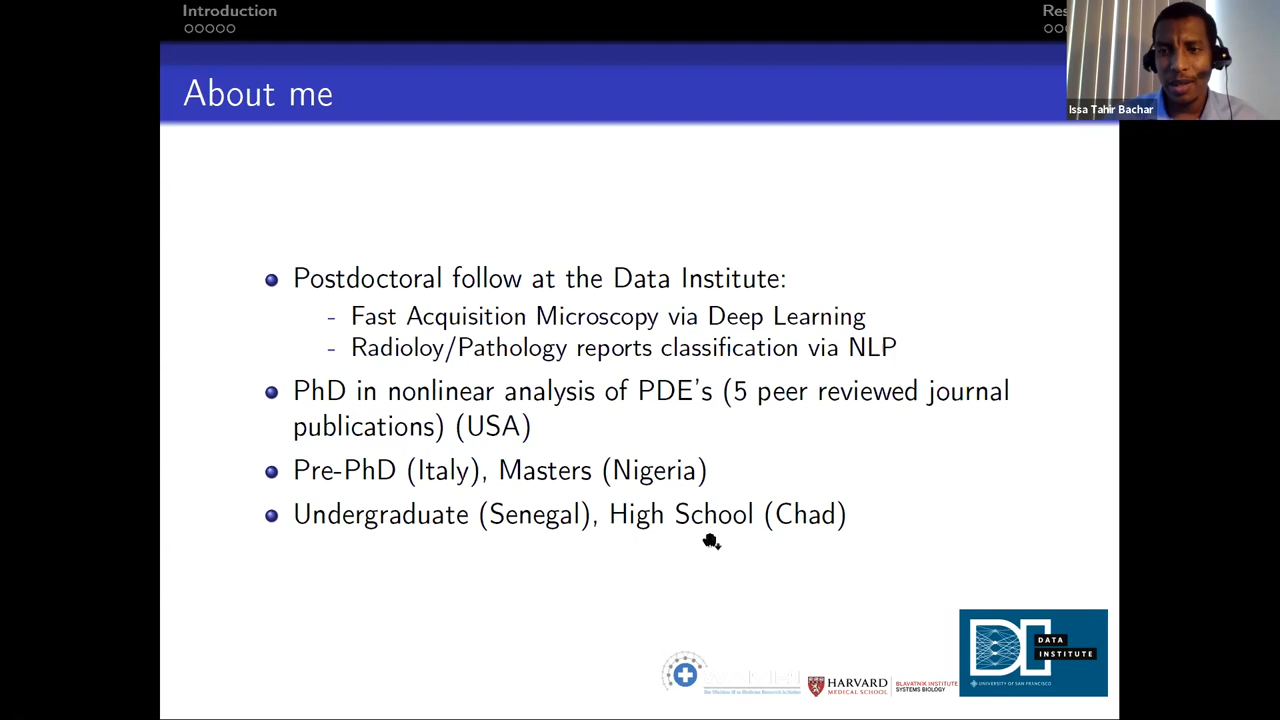 Introduction
Res
About me
Issa Tahir Bachar
Postdoctoral follow at the Data Institute:
- Fast Acquisition Microscopy via Deep Learning
- Radioloy/Pathology reports classification via NLP
PhD in nonlinear analysis of PDE's (5 peer reviewed journal
publications) (USA)
Pre-PhD (Italy), Masters (Nigeria)
Undergraduate (Senegal), High School (Chad)
HARVARD
MEDICAL SCHOOL
BLAVATNIK INSTITUTE
SYSTEMS BIOLOGY
DATA
INSTITUTE
UNIVERSITY OF SAN FRANCISCO